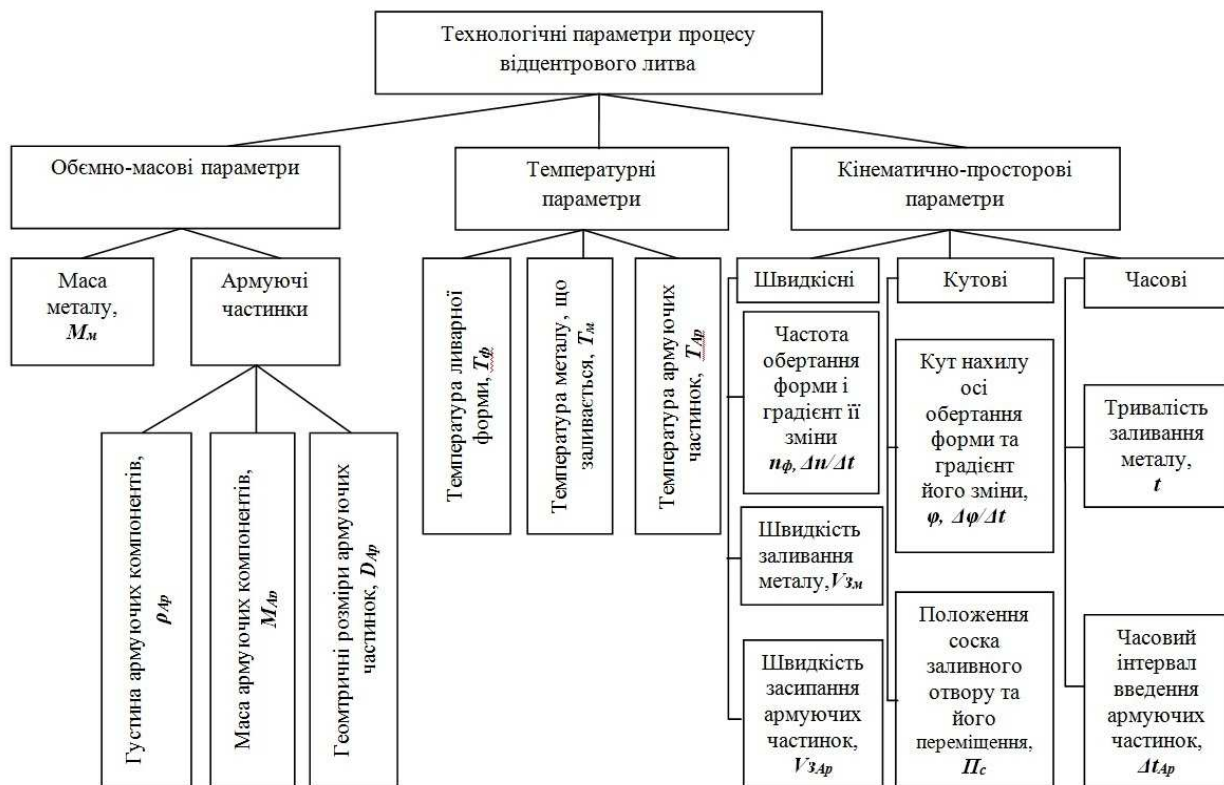 Технологічні параметри процесу
відцентрового литва
Обємно-масові параметри
Температурні
параметри
Кінематично-просторові
параметри
Маса
металу,
Mм
Армуючі
частинки
Густина армуючих компонентів,
ρАр
Маса армуючих компонентів,
MАр
Геомтричні розміри армуючих
частинок, DАр
Температура ливарної
форми, Tф
Температура металу, що
заливається, Tм
Температура армуючих
частинок, TАр
Швидкісні
Частота
обертання
форми і
градієнт її
зміни
nф, Δn/Δt
Швидкість
заливання
металу,Vзм
Швидкість
засипання
армуючих
частинок,
VзАр
Кутові
Кут нахилу
осі
обертання
форми та
градієнт
його зміни,
φ, Δφ/Δt
Положення
соска
заливного
отвору та
його
переміщення,
Пс
Часові
Тривалість
заливання
металу,
t
Часовий
інтервал
введення
армуючих
частинок,
ΔtАр